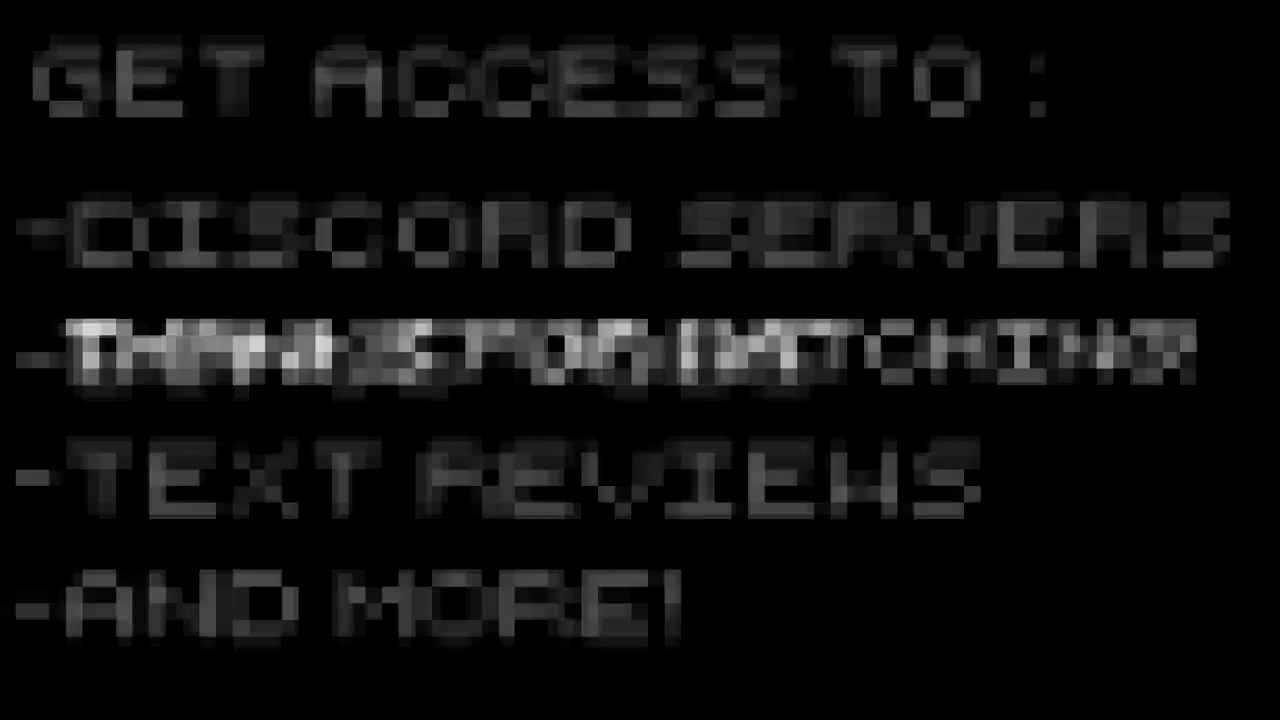 GET ACCESS TO :
-DISCORD SERVERS
-TEXT REVIEWS
-AND MORE!